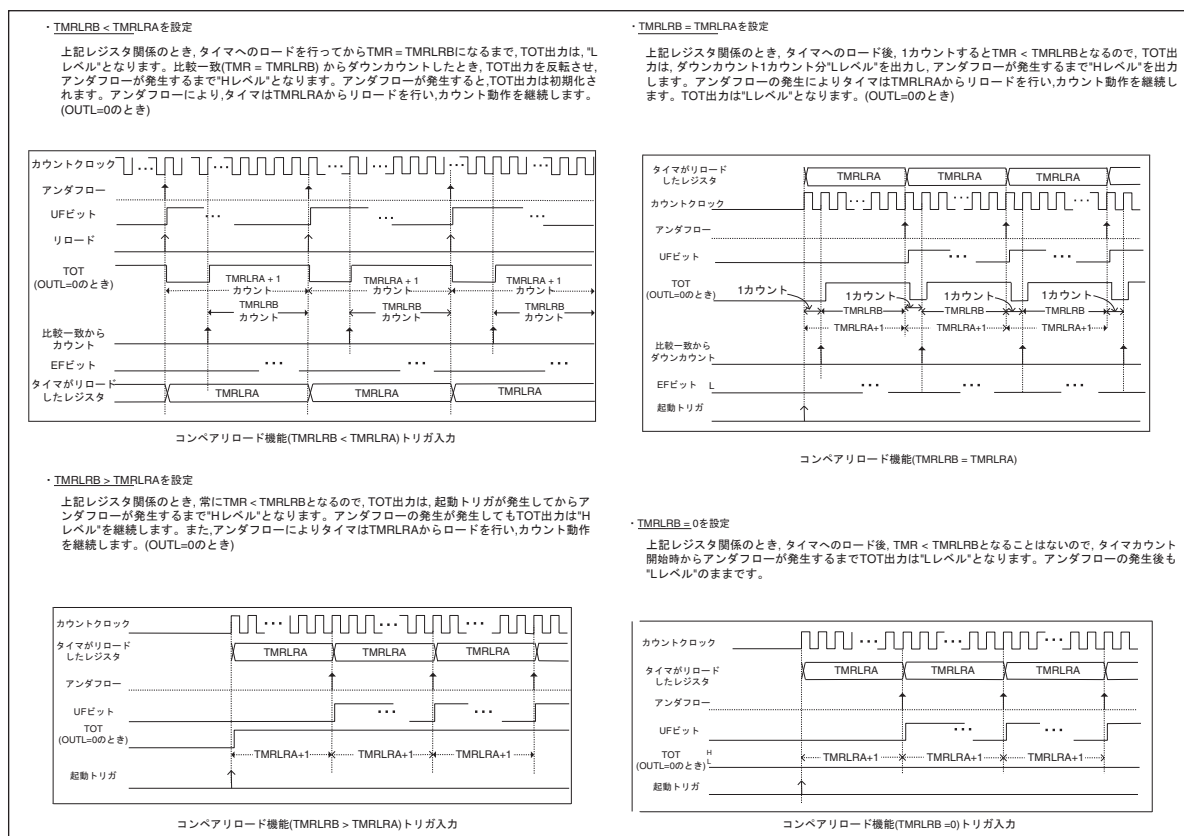 ・TMRLRB < TMRLRAを設定
上記レジスタ関係のとき, タイマへのロードを行ってからTMR = TMRLRBになるまで, TOT出力は, "L
レベル"となります。比較一致(TMR = TMRLRB) からダウンカウントしたとき, TOT出力を反転させ,
アンダフローが発生するまで"Hレベル"となります。アンダフローが発生すると,TOT出力は初期化さ
れます。アンダフローにより,タイマはTMRLRAからリロードを行い,カウント動作を継続します。
(OUTL=0のとき)
カウントクロック
アンダフロー
UFビット
リロード
TOT
(OUTL=0のとき)
TMRLRA + 1
カウント
TMRLRA + 1
カウント
TMRLRA + 1
カウント
TMRLRB
カウント
TMRLRB
カウント
TMRLRB
カウント
比較一致から
カウント
EFビット
タイマがリロード
したレジスタ
TMRLRA
TMRLRA
TMRLRA
コンペアリロード機能(TMRLRB < TMRLRA)トリガ入力
・TMRLRB > TMRLRAを設定
上記レジスタ関係のとき, 常にTMR < TMRLRBとなるので, TOT出力は, 起動トリガが発生してからア
ンダフローが発生するまで"Hレベル"となります。アンダフローの発生が発生してもTOT出力は"H
レベル"を継続します。また,アンダフローによりタイマはTMRLRAからロードを行い,カウント動作
を継続します。(OUTL=0のとき)
カウントクロック
タイマがリロード
したレジスタ
TMRLRA
TMRLRA
TMRLRA
アンダフロー
UFビット
TOT
(OUTL=0のとき)
TMRLRA+1
TMRLRA+1
TMRLRA+1
起動トリガ
コンペアリロード機能(TMRLRB > TMRLRA)トリガ入力
・TMRLRB = TMRLRAを設定
上記レジスタ関係のとき, タイマへのロード後, 1カウントするとTMR < TMRLRBとなるので, TOT出
力は, ダウンカウント1カウント分"Lレベル"を出力し, アンダフローが発生するまで"Hレベル"を出力
します。アンダフローの発生によりタイマはTMRLRAからリロードを行い,カウント動作を継続し
ます。TOT出力は"Lレベル"となります。(OUTL=0のとき)
タイマがリロード
したレジスタ
TMRLRA
TMRLRA
TMRLRA
カウントクロック
アンダフロー
UFビット
TOT
(OUTL=0のとき)
1カウント
1カウント
1カウント
1カウント
TMRLRB
TMRLRB
TMRLRB
TMRLRA+1
TMRLRA+1
TMRLRA+1
比較一致から
ダウンカウント
EFビット L
起動トリガ
コンペアリロード機能(TMRLRB = TMRLRA)
・TMRLRB = 0を設定
上記レジスタ関係のとき, タイマへのロード後, TMR < TMRLRBとなることはないので, タイマカウント
開始時からアンダフローが発生するまでTOT出力は"Lレベル"となります。アンダフローの発生後も
"Lレベル"のままです。
カウントクロック
タイマがリロード
したレジスタ
TMRLRA
TMRLRA
TMRLRA
アンダフロー
UFビット
TOT H
(OUTL=0のとき) L
TMRLRA+1
TMRLRA+1
TMRLRA+1
起動トリガ
コンペアリロード機能(TMRLRB =0)トリガ入力